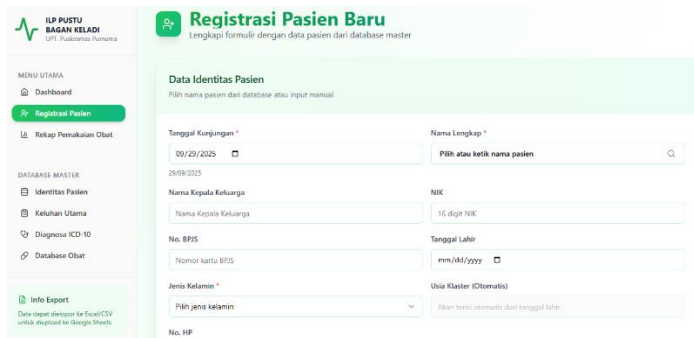 ILP PUSTU
BAGAN KELADI
UPT. Puskesmas Purnama
MENU UTAMA
Dashboard
Registrasi Pasien
Rekap Pemakaian Obat
DATABASE MASTER
Identitas Pasien
Keluhan Utama
Diagnosa ICD-10
Database Obat
Info Export
Data dapat diekspor ke Excel/CSV
untuk diupload ke Google Sheets
Registrasi Pasien Baru
Lengkapi formulir dengan data pasien dari database master
Data Identitas Pasien
Pilih nama pasien dari database atau input manual
Tanggal Kunjungan *
09/29/2025
29/09/2025
Nama Lengkap *
Pilih atau ketik nama pasien
Nama Kepala Keluarga
Nama Kepala Keluarga
NIK
16 digit NIK
No. BPJS
Nomor kartu BPJS
Tanggal Lahir
mm/dd/yyyy
Jenis Kelamin *
Pilih jenis kelamin
Usia Klaster (Otomatis)
Akan terisi otomatis dari tanggal lahir
No. HP